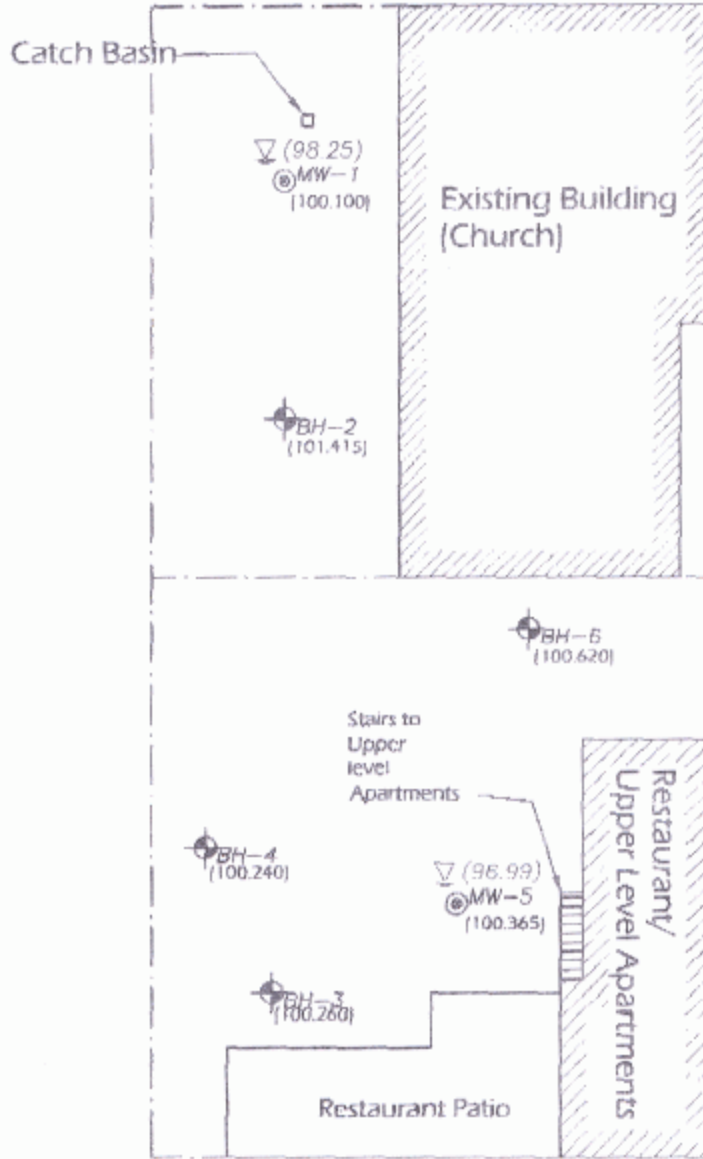 Catch Basin
(98.25)
MW-1
(100.100)
Existing Building
(Church)
BH-2
(101.415)
BH-6
(100.620)
Stairs to
Upper
level
Apartments
Restaurant/
Upper Level Apartments
BH-4
(100.240)
(96.99)
MW-5
(100.365)
BH-3
(100.260)
Restaurant Patio